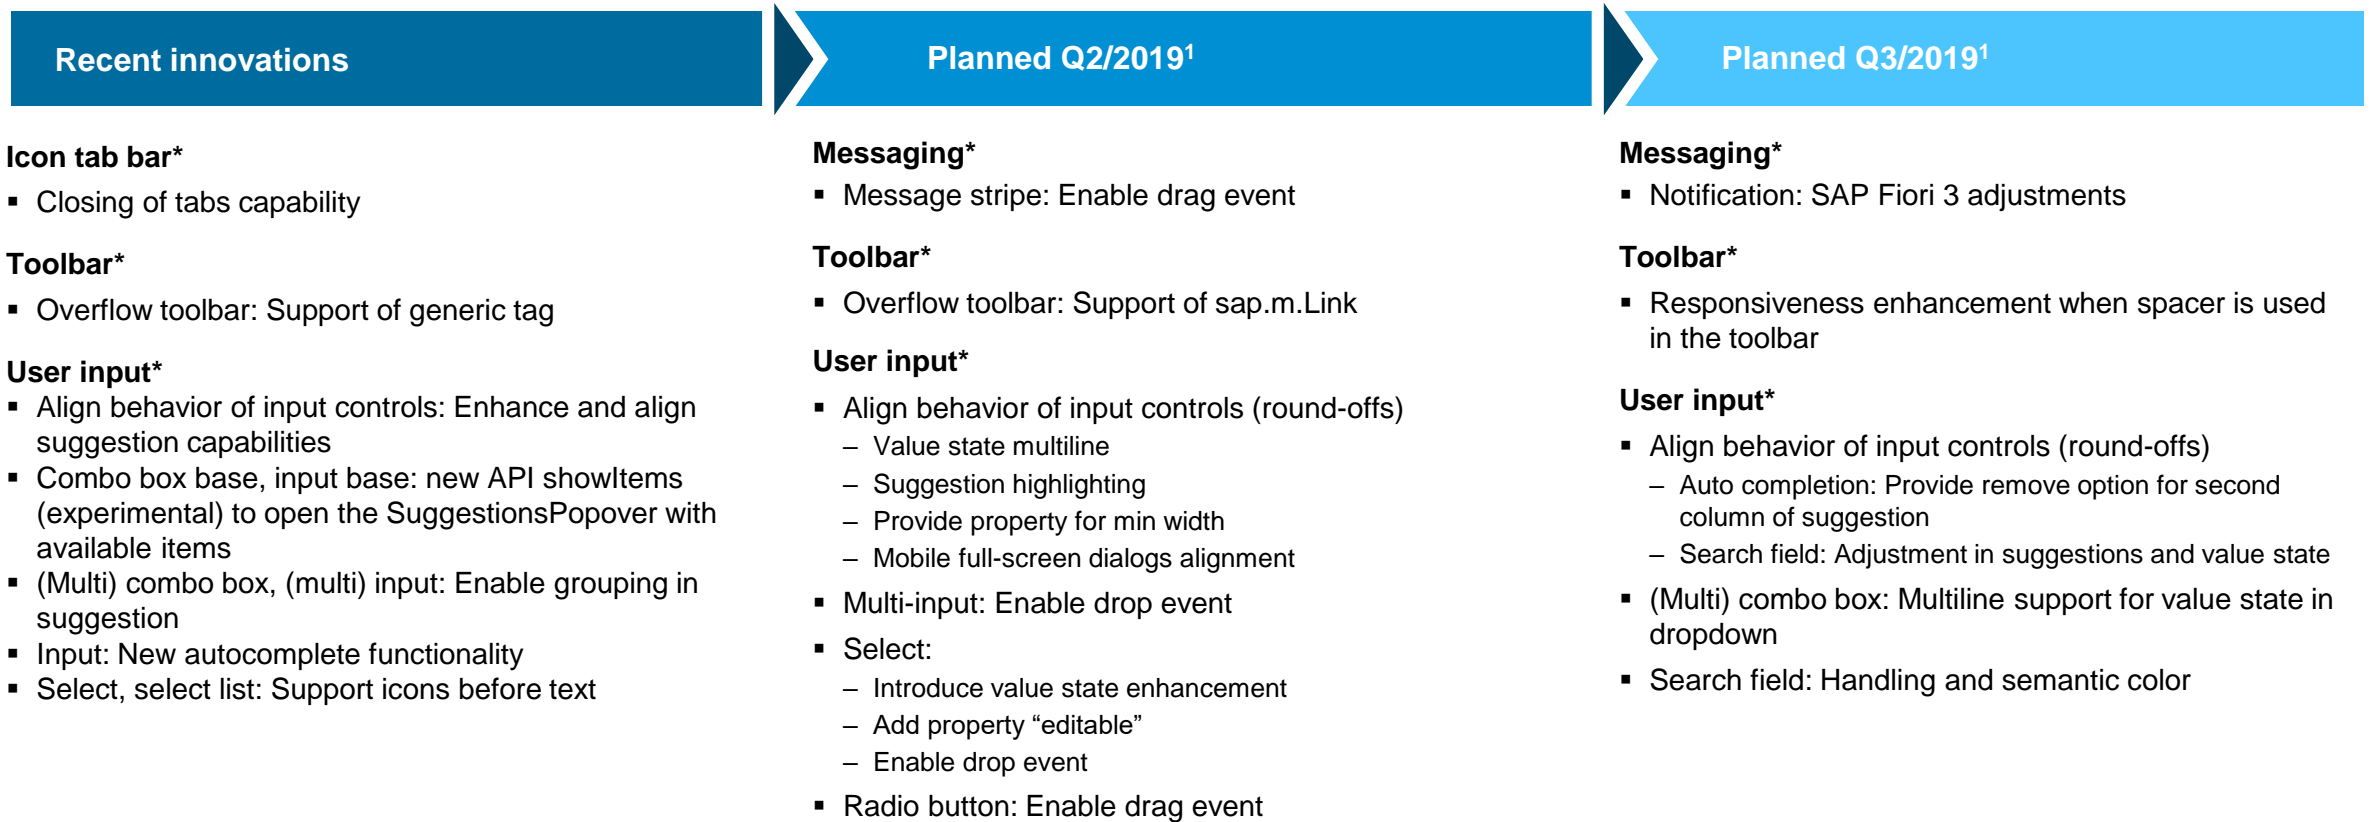 Recent innovations
Icon tab bar*
▪ Closing of tabs capability
Toolbar*
▪ Overflow toolbar: Support of generic tag
User input*
▪ Align behavior of input controls: Enhance and align
suggestion capabilities
▪ Combo box base, input base: new API showItems
(experimental) to open the SuggestionsPopover with
available items
▪ (Multi) combo box, (multi) input: Enable grouping in
suggestion
▪ Input: New autocomplete functionality
▪ Select, select list: Support icons before text
Planned Q2/2019¹
Messaging*
▪ Message stripe: Enable drag event
Toolbar*
▪ Overflow toolbar: Support of sap.m.Link
User input*
▪ Align behavior of input controls (round-offs)
– Value state multiline
– Suggestion highlighting
– Provide property for min width
– Mobile full-screen dialogs alignment
▪ Multi-input: Enable drop event
▪ Select:
– Introduce value state enhancement
– Add property “editable”
– Enable drop event
▪ Radio button: Enable drag event
Planned Q3/2019¹
Messaging*
▪ Notification: SAP Fiori 3 adjustments
Toolbar*
▪ Responsiveness enhancement when spacer is used
in the toolbar
User input*
▪ Align behavior of input controls (round-offs)
– Auto completion: Provide remove option for second
column of suggestion
– Search field: Adjustment in suggestions and value state
▪ (Multi) combo box: Multiline support for value state in
dropdown
▪ Search field: Handling and semantic color